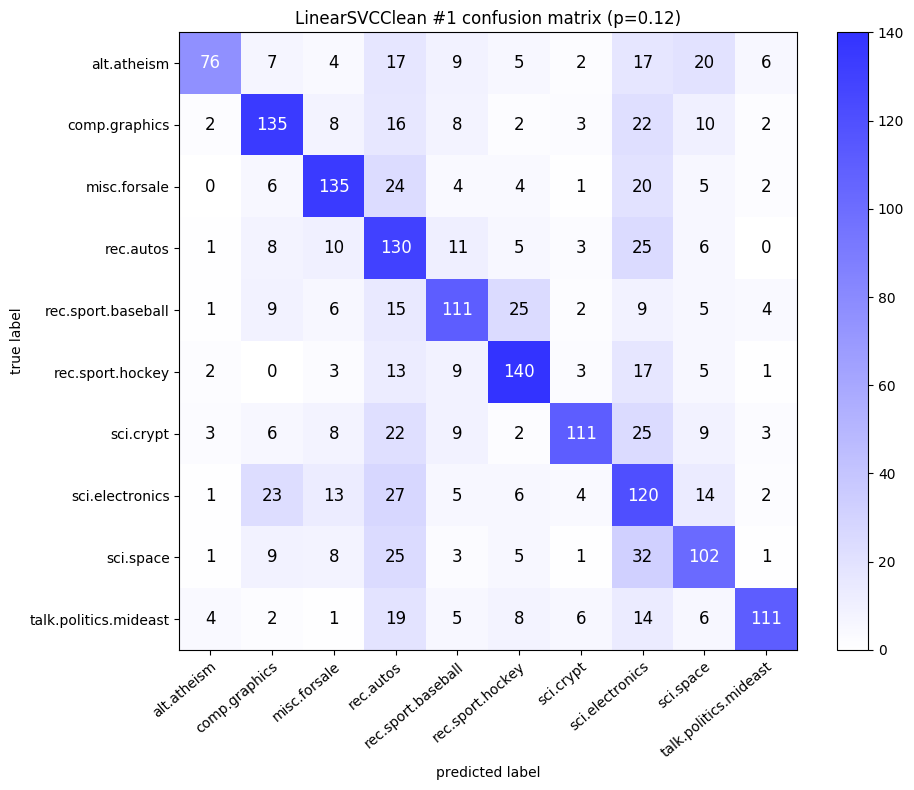 LinearSVCClean #1 confusion matrix (p=0.12)
true label
alt.atheism 76 7 4 17 9 5 2 17 20 6
comp.graphics 2 135 8 16 8 2 3 22 10 2
misc.forsale 0 6 135 24 4 4 1 20 5 2
rec.autos 1 8 10 130 11 5 3 25 6 0
rec.sport.baseball 1 9 6 15 111 25 2 9 5 4
rec.sport.hockey 2 0 3 13 9 140 3 17 5 1
sci.crypt 3 6 8 22 9 2 111 25 9 3
sci.electronics 1 23 13 27 5 6 4 120 14 2
sci.space 1 9 8 25 3 5 1 32 102 1
talk.politics.mideast 4 2 1 19 5 8 6 14 6 111
alt.atheism
comp.graphics
misc.forsale
rec.autos
rec.sport.baseball
rec.sport.hockey
sci.crypt
sci.electronics
sci.space
talk.politics.mideast
predicted label
140
120
100
80
60
40
20
0